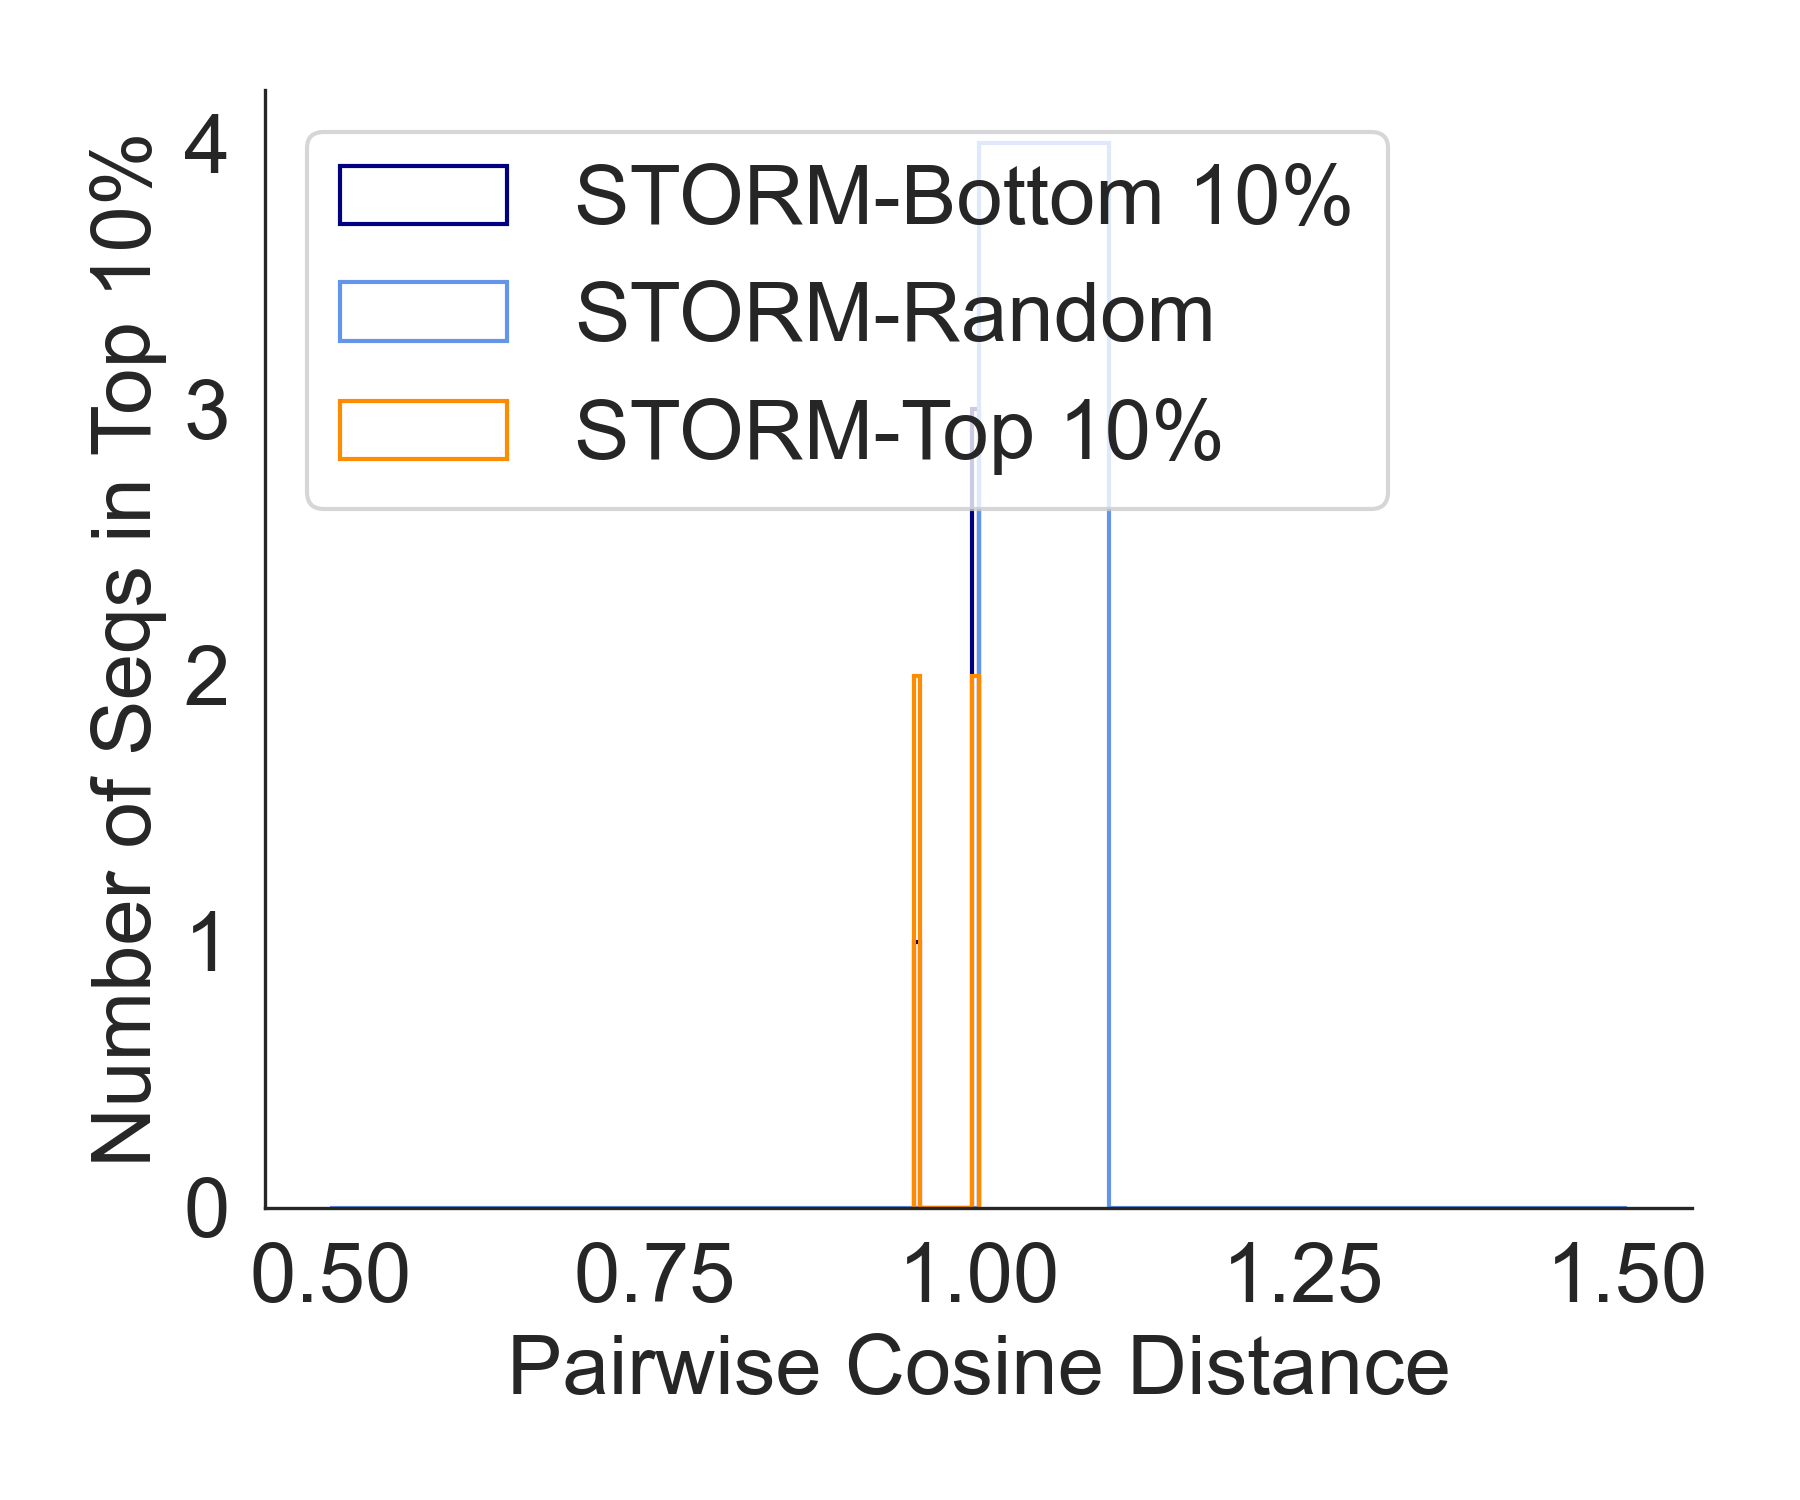 Number of Seqs in Top 10%
4
3
2
1
0
STORM-Bottom 10%
STORM-Random
STORM-Top 10%
0.50 0.75 1.00 1.25 1.50
Pairwise Cosine Distance